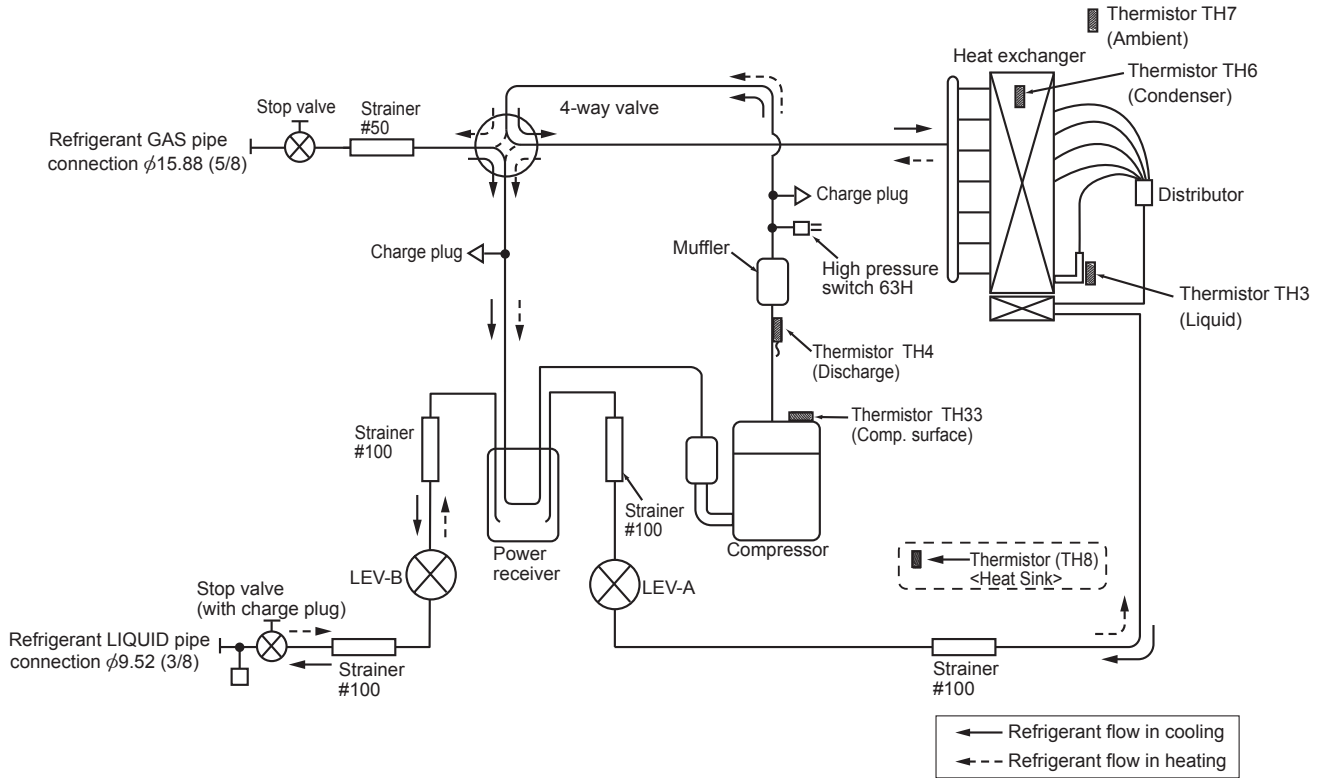 Thermistor TH7
(Ambient)
Heat exchanger
Thermistor TH6
(Condenser)
Stop valve
Strainer
#50
4-way valve
Refrigerant GAS pipe
connection ϕ15.88 (5/8)
Charge plug
Distributor
Charge plug
Muffler
High pressure
switch 63H
Thermistor TH3
(Liquid)
Thermistor TH4
(Discharge)
Thermistor TH33
(Comp. surface)
Strainer
#100
Strainer
#100
Power
receiver
Compressor
LEV-B
LEV-A
Thermistor (TH8)
<Heat Sink>
Stop valve
(with charge plug)
Refrigerant LIQUID pipe
connection ϕ9.52 (3/8)
Strainer
#100
Strainer
#100
Refrigerant flow in cooling
Refrigerant flow in heating